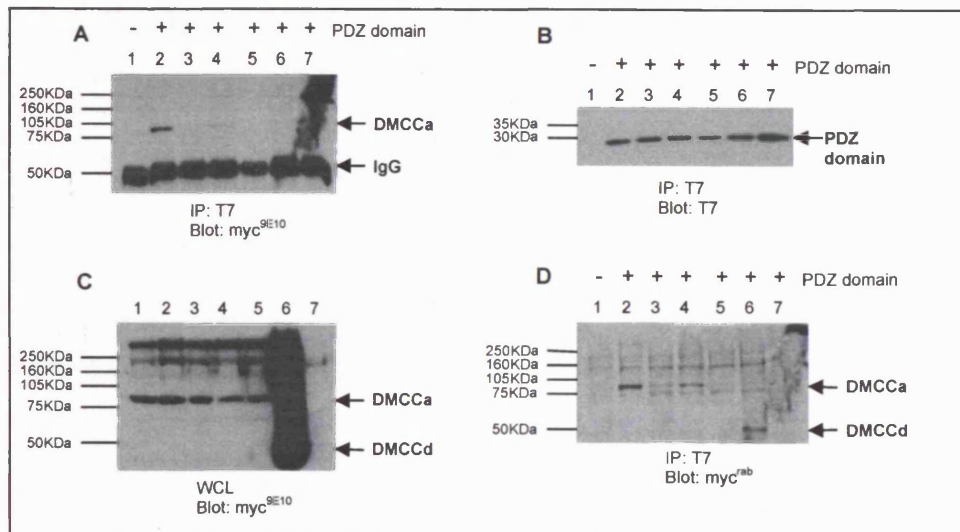 A
- + + + + + + PDZ domain
1 2 3 4 5 6 7
250KDa
160KDa
105KDa
75KDa
50KDa
DMCCa
IgG
IP: T7
Blot: myc9E10
B
- + + + + + + PDZ domain
1 2 3 4 5 6 7
35KDa
30KDa
PDZ
domain
IP: T7
Blot: T7
C
1 2 3 4 5 6 7
250KDa
160KDa
105KDa
75KDa
50KDa
DMCCa
DMCCd
WCL
Blot: myc9E10
D
- + + + + + + PDZ domain
1 2 3 4 5 6 7
250KDa
160KDa
105KDa
75KDa
50KDa
DMCCa
DMCCd
IP: T7
Blot: mycrab